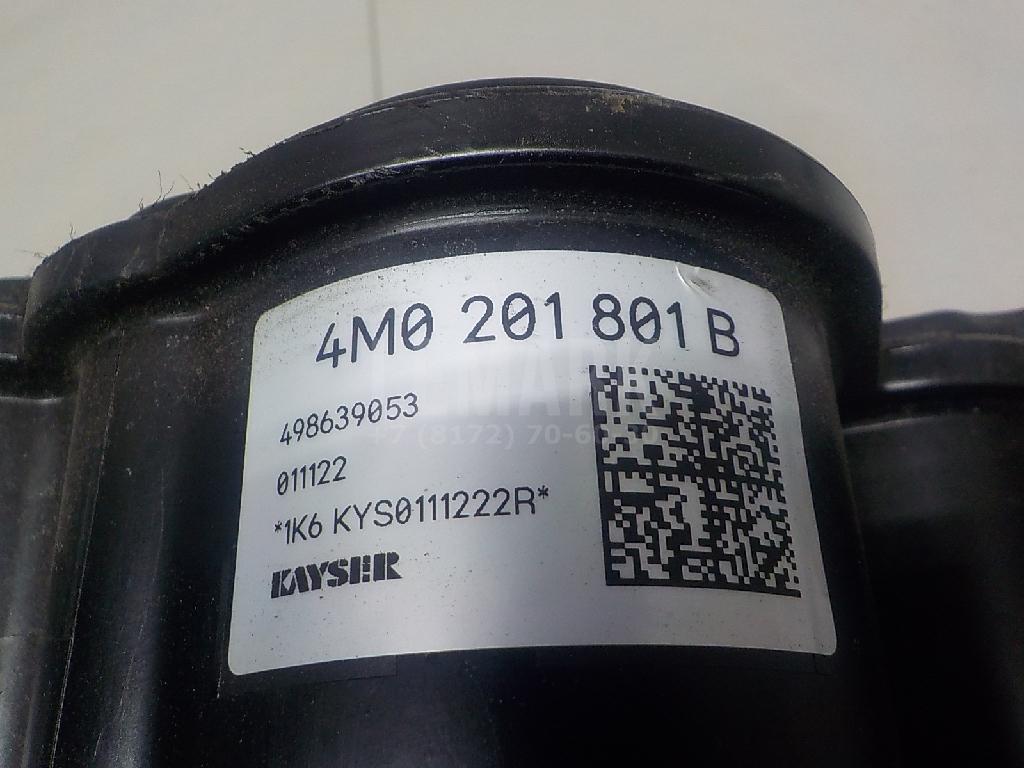 4M0 201 801 B
498639053
011122
*1K6 KYS0111222R*
KAYSER